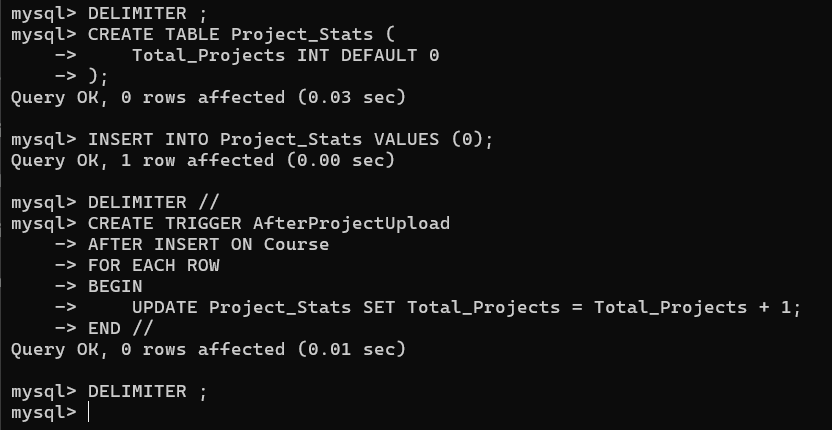 mysql> DELIMITER ;
mysql> CREATE TABLE Project_Stats (
    ->     Total_Projects INT DEFAULT 0
    -> );
Query OK, 0 rows affected (0.03 sec)

mysql> INSERT INTO Project_Stats VALUES (0);
Query OK, 1 row affected (0.00 sec)

mysql> DELIMITER //
mysql> CREATE TRIGGER AfterProjectUpload
    -> AFTER INSERT ON Course
    -> FOR EACH ROW
    -> BEGIN
    ->     UPDATE Project_Stats SET Total_Projects = Total_Projects + 1;
    -> END //
Query OK, 0 rows affected (0.01 sec)

mysql> DELIMITER ;
mysql>